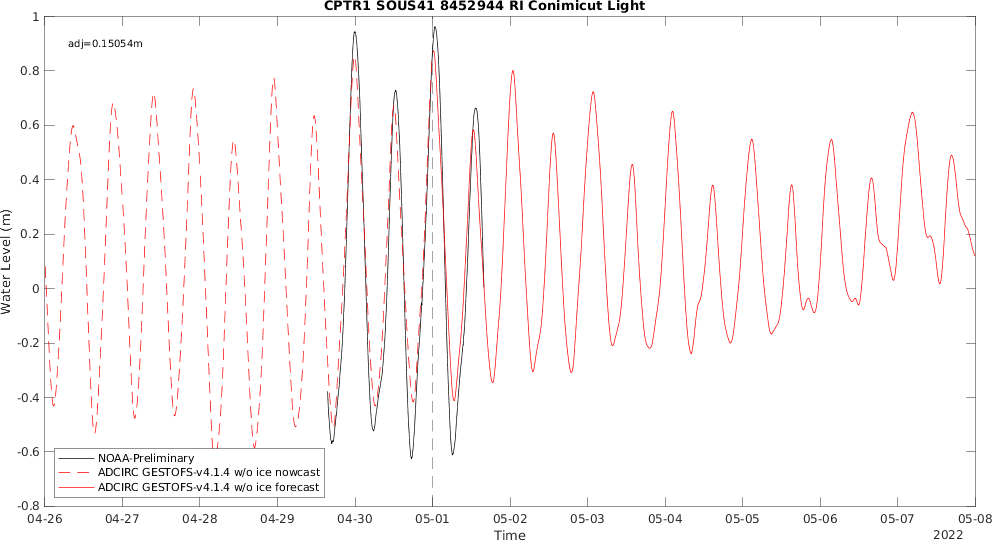 CPTR1 SOUS41 8452944 RI Conimicut Light
adj=0.15054m
1
0.8
0.6
0.4
0.2
0
-0.2
-0.4
-0.6
-0.8
Water Level (m)
NOAA-Preliminary
ADCIRC GESTOFS-v4.1.4 w/o ice nowcast
ADCIRC GESTOFS-v4.1.4 w/o ice forecast
04-26 04-27 04-28 04-29 04-30 05-01 05-02 05-03 05-04 05-05 05-06 05-07 05-08
Time
2022